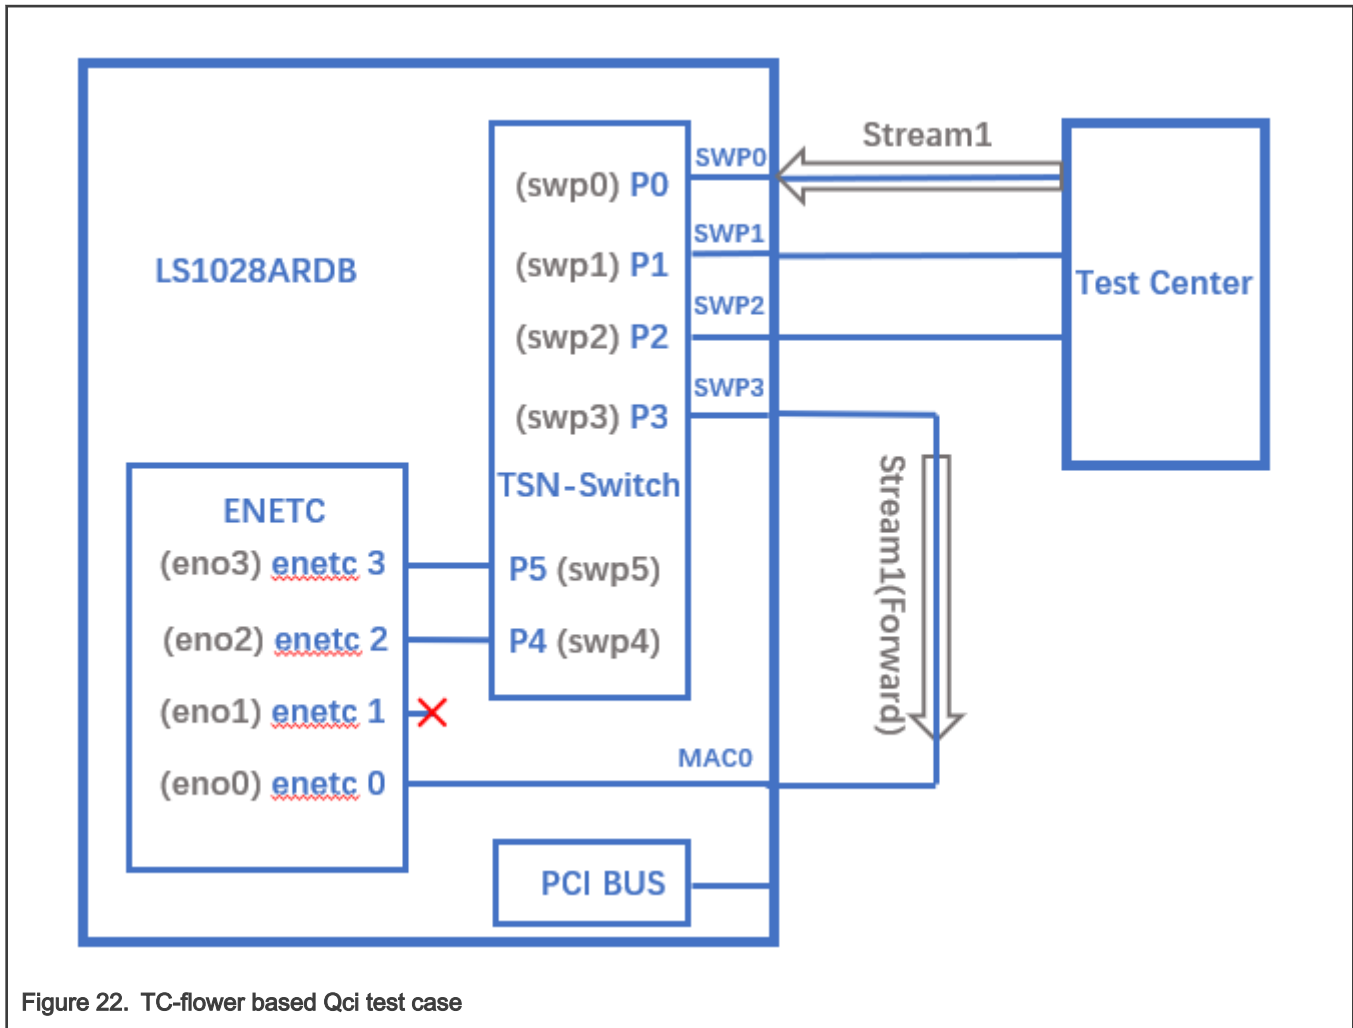 Stream1
SWP0
(swp0) P0
SWP1
(swp1) P1
LS1028ARDB
Test Center
SWP2
(swp2) P2
SWP3
(swp3) P3
TSN-Switch
Stream1(Forward)
ENETC
(eno3) enetc 3
P5 (swp5)
(eno2) enetc 2
P4 (swp4)
(eno1) enetc 1
MAC0
(eno0) enetc 0
PCI BUS
Figure 22. TC-flower based Qci test case